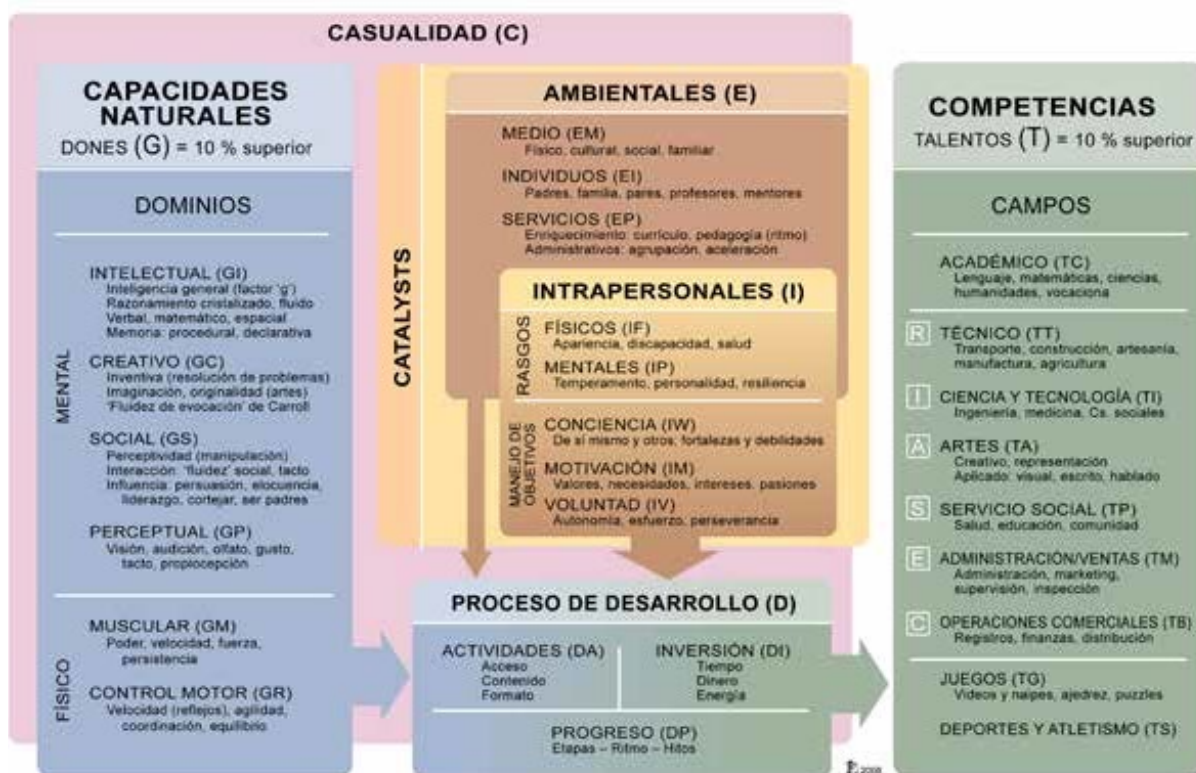 CASUALIDAD (C)
CAPACIDADES
NATURALES
DONES (G) = 10 % superior
DOMINIOS
MENTAL
INTELECTUAL (GI)
Inteligencia general (factor 'g')
Razonamiento cristalizado, fluido
Verbal, matemático, espacial
Memoria: procedural, declarativa
CREATIVO (GC)
Inventiva (resolución de problemas)
Imaginación, originalidad (artes)
'Fluidez de evocación' de Carroll
SOCIAL (GS)
Perceptividad (manipulación)
Interacción: 'fluidez' social, tacto
Influencia: persuasión, elocuencia,
liderazgo, cortejar, ser padres
PERCEPTUAL (GP)
Visión, audición, olfato, gusto,
tacto, propiocepción
FÍSICO
MUSCULAR (GM)
Poder, velocidad, fuerza,
persistencia
CONTROL MOTOR (GR)
Velocidad (reflejos), agilidad,
coordinación, equilibrio
CATALYSTS
AMBIENTALES (E)
MEDIO (EM)
Físico, cultural, social, familiar
INDIVIDUOS (EI)
Padres, familia, pares, profesores, mentores
SERVICIOS (EP)
Enriquecimiento: currículo, pedagogía (ritmo)
Administrativos: agrupación, aceleración
INTRAPERSONALES (I)
RASGOS
FÍSICOS (IF)
Apariencia, discapacidad, salud
MENTALES (IP)
Temperamento, personalidad, resiliencia
MANEJO DE
OBJETIVOS
CONCIENCIA (IW)
De sí mismo y otros; fortalezas y debilidades
MOTIVACIÓN (IM)
Valores, necesidades, intereses, pasiones
VOLUNTAD (IV)
Autonomía, esfuerzo, perseverancia
PROCESO DE DESARROLLO (D)
ACTIVIDADES (DA)
Acceso
Contenido
Formato
INVERSIÓN (DI)
Tiempo
Dinero
Energía
PROGRESO (DP)
Etapas – Ritmo – Hitos
COMPETENCIAS
TALENTOS (T) = 10 % superior
CAMPOS
ACADÉMICO (TC)
Lenguaje, matemáticas, ciencias,
humanidades, vocaciona
R TÉCNICO (TT)
Transporte, construcción, artesanía,
manufactura, agricultura
I CIENCIA Y TECNOLOGÍA (TI)
Ingeniería, medicina, Cs. sociales
A ARTES (TA)
Creativo, representación
Aplicado: visual, escrito, hablado
S SERVICIO SOCIAL (TP)
Salud, educación, comunidad
E ADMINISTRACIÓN/VENTAS (TM)
Administración, marketing,
supervisión, inspección
C OPERACIONES COMERCIALES (TB)
Registros, finanzas, distribución
JUEGOS (TG)
Videos y naipes, ajedrez, puzzles
DEPORTES Y ATLETISMO (TS)
2008